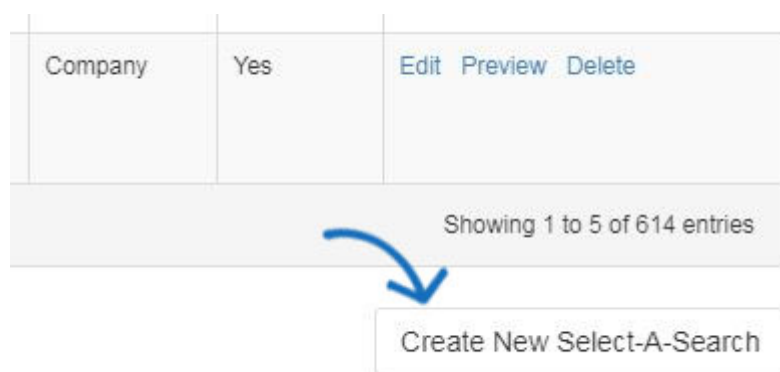 Company Yes Edit Preview Delete
Showing 1 to 5 of 614 entries
Create New Select-A-Search